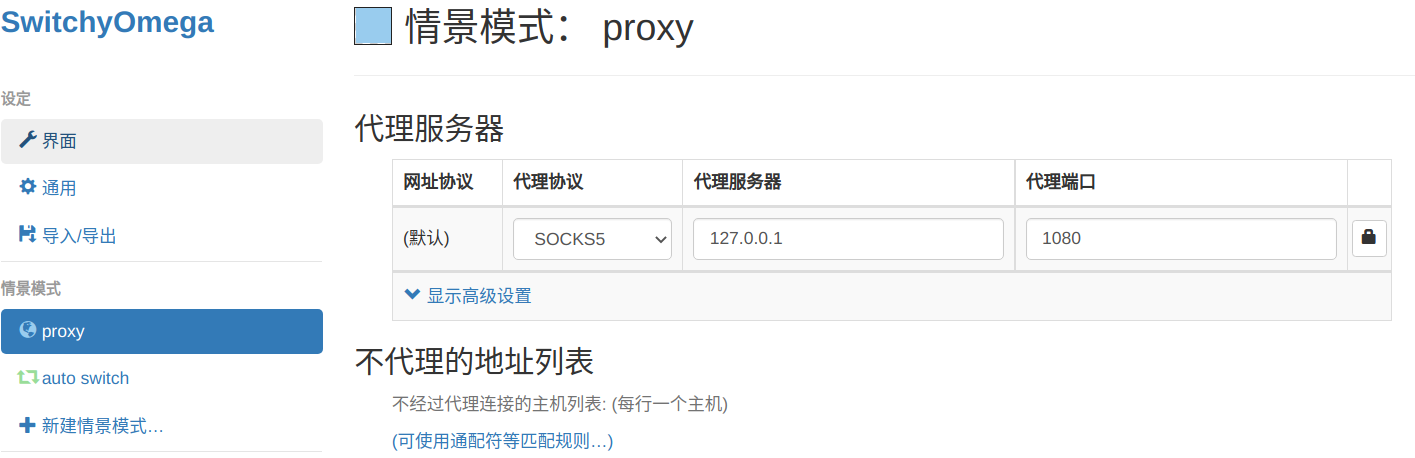 SwitchyOmega
设定
界面
通用
导入/导出
情景模式
proxy
auto switch
新建情景模式…
情景模式： proxy
代理服务器
网址协议 代理协议 代理服务器 代理端口
(默认) SOCKS5 127.0.0.1 1080
显示高级设置
不代理的地址列表
不经过代理连接的主机列表: (每行一个主机)
(可使用通配符等匹配规则…)